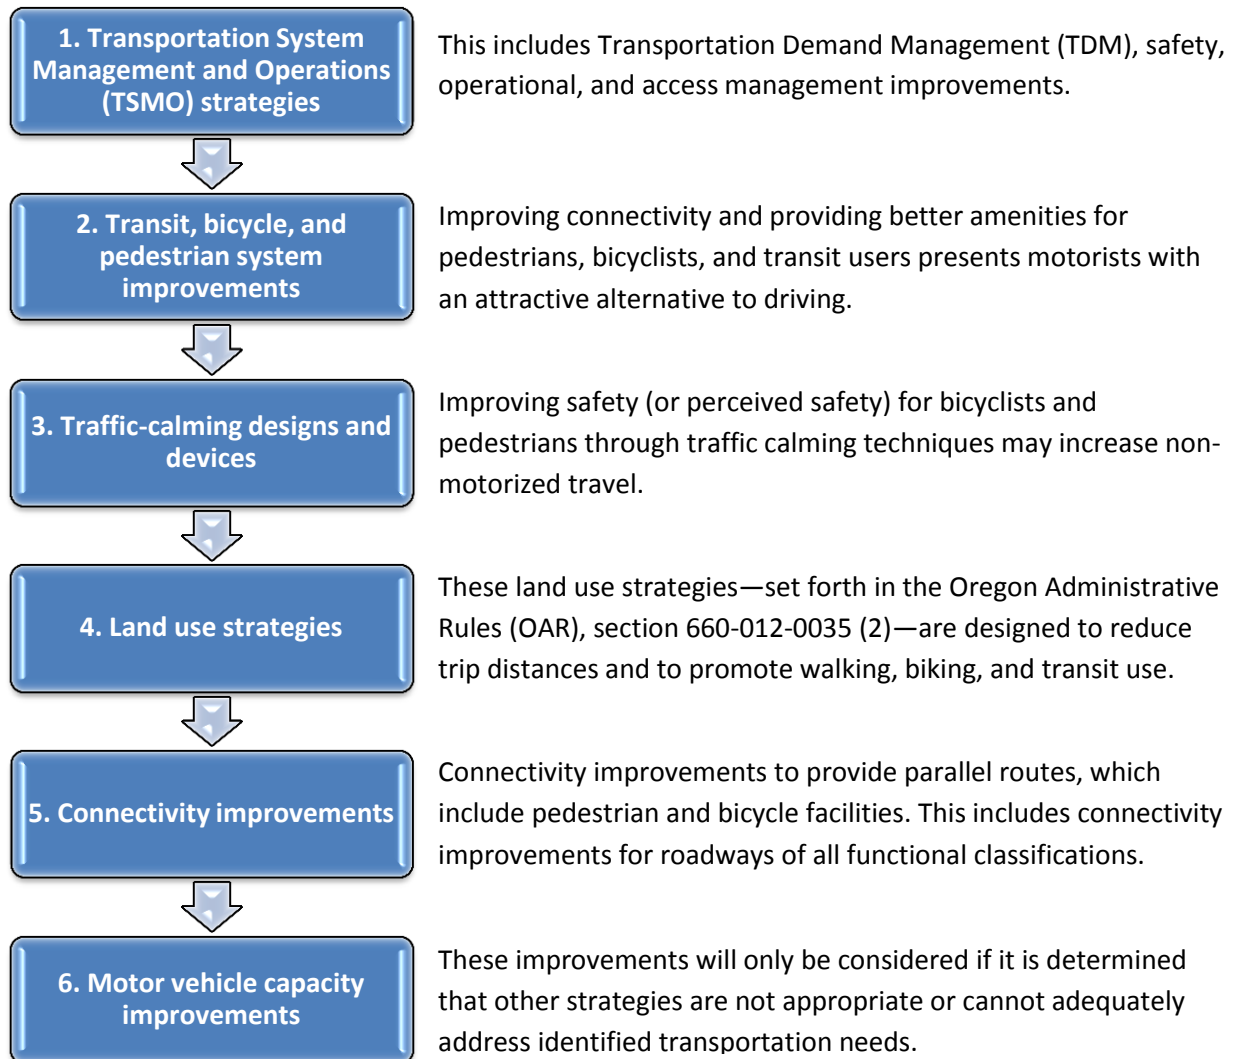 1. Transportation System
Management and Operations
(TSMO) strategies
This includes Transportation Demand Management (TDM), safety,
operational, and access management improvements.
2. Transit, bicycle, and
pedestrian system
improvements
Improving connectivity and providing better amenities for
pedestrians, bicyclists, and transit users presents motorists with
an attractive alternative to driving.
3. Traffic-calming designs and
devices
Improving safety (or perceived safety) for bicyclists and
pedestrians through traffic calming techniques may increase non-
motorized travel.
4. Land use strategies
These land use strategies—set forth in the Oregon Administrative
Rules (OAR), section 660-012-0035 (2)—are designed to reduce
trip distances and to promote walking, biking, and transit use.
5. Connectivity improvements
Connectivity improvements to provide parallel routes, which
include pedestrian and bicycle facilities. This includes connectivity
improvements for roadways of all functional classifications.
6. Motor vehicle capacity
improvements
These improvements will only be considered if it is determined
that other strategies are not appropriate or cannot adequately
address identified transportation needs.